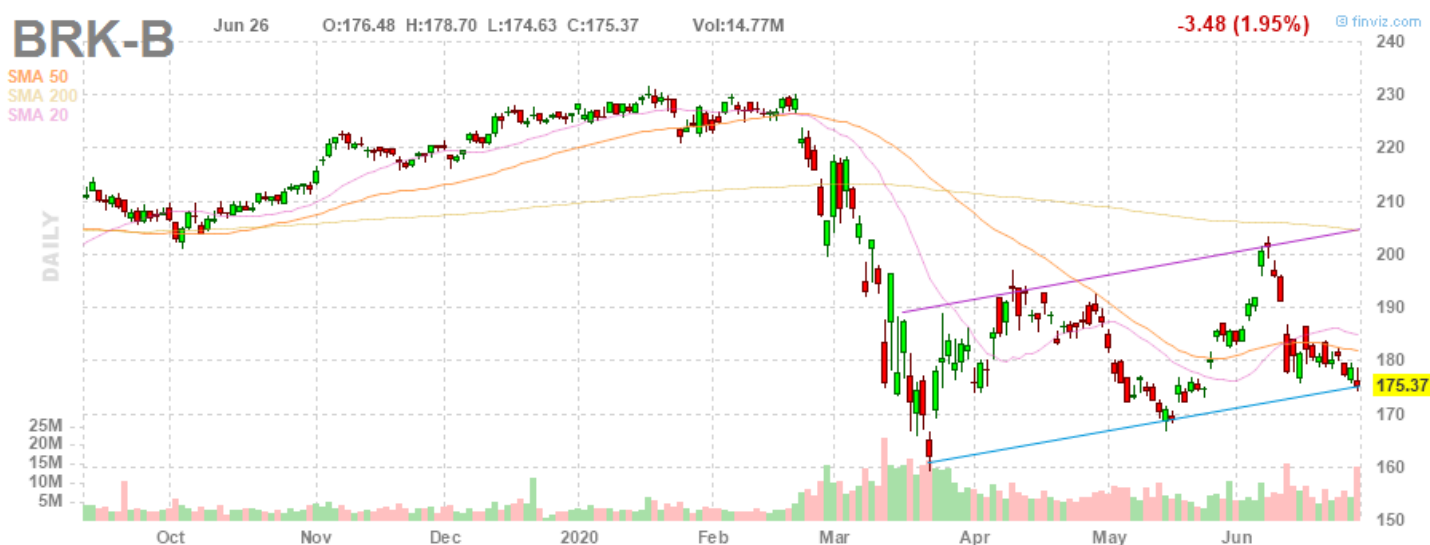 BRK-B
Jun 26 O:176.48 H:178.70 L:174.63 C:175.37 Vol:14.77M -3.48 (1.95%) © finviz.com
SMA 50
SMA 200
SMA 20
DAILY
240
230
220
210
200
190
180
175.37
170
160
150
25M
20M
15M
10M
5M
Oct Nov Dec 2020 Feb Mar Apr May Jun